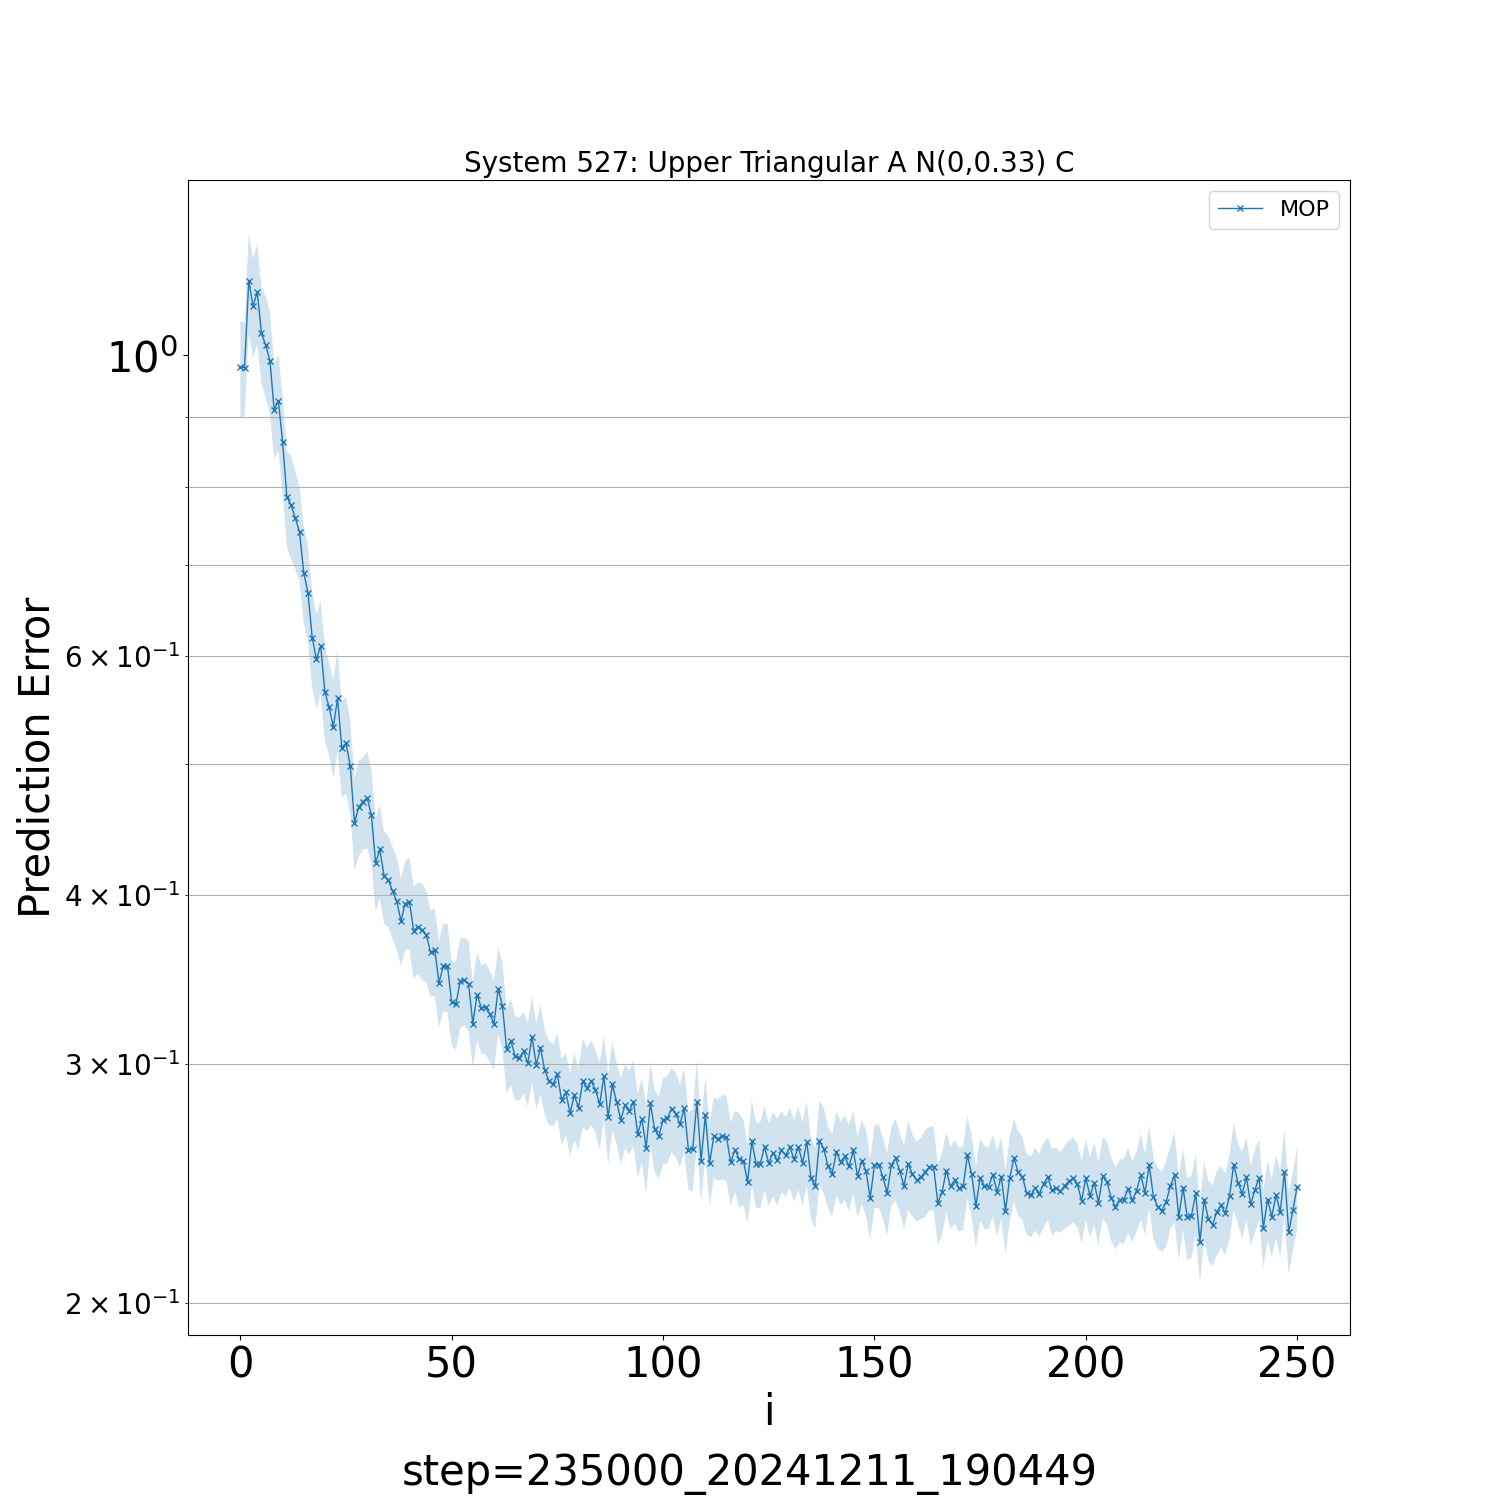 System 527: Upper Triangular A N(0,0.33) C
MOP
10⁰
6 × 10⁻¹
4 × 10⁻¹
3 × 10⁻¹
2 × 10⁻¹
Prediction Error
0 50 100 150 200 250
i
step=235000_20241211_190449